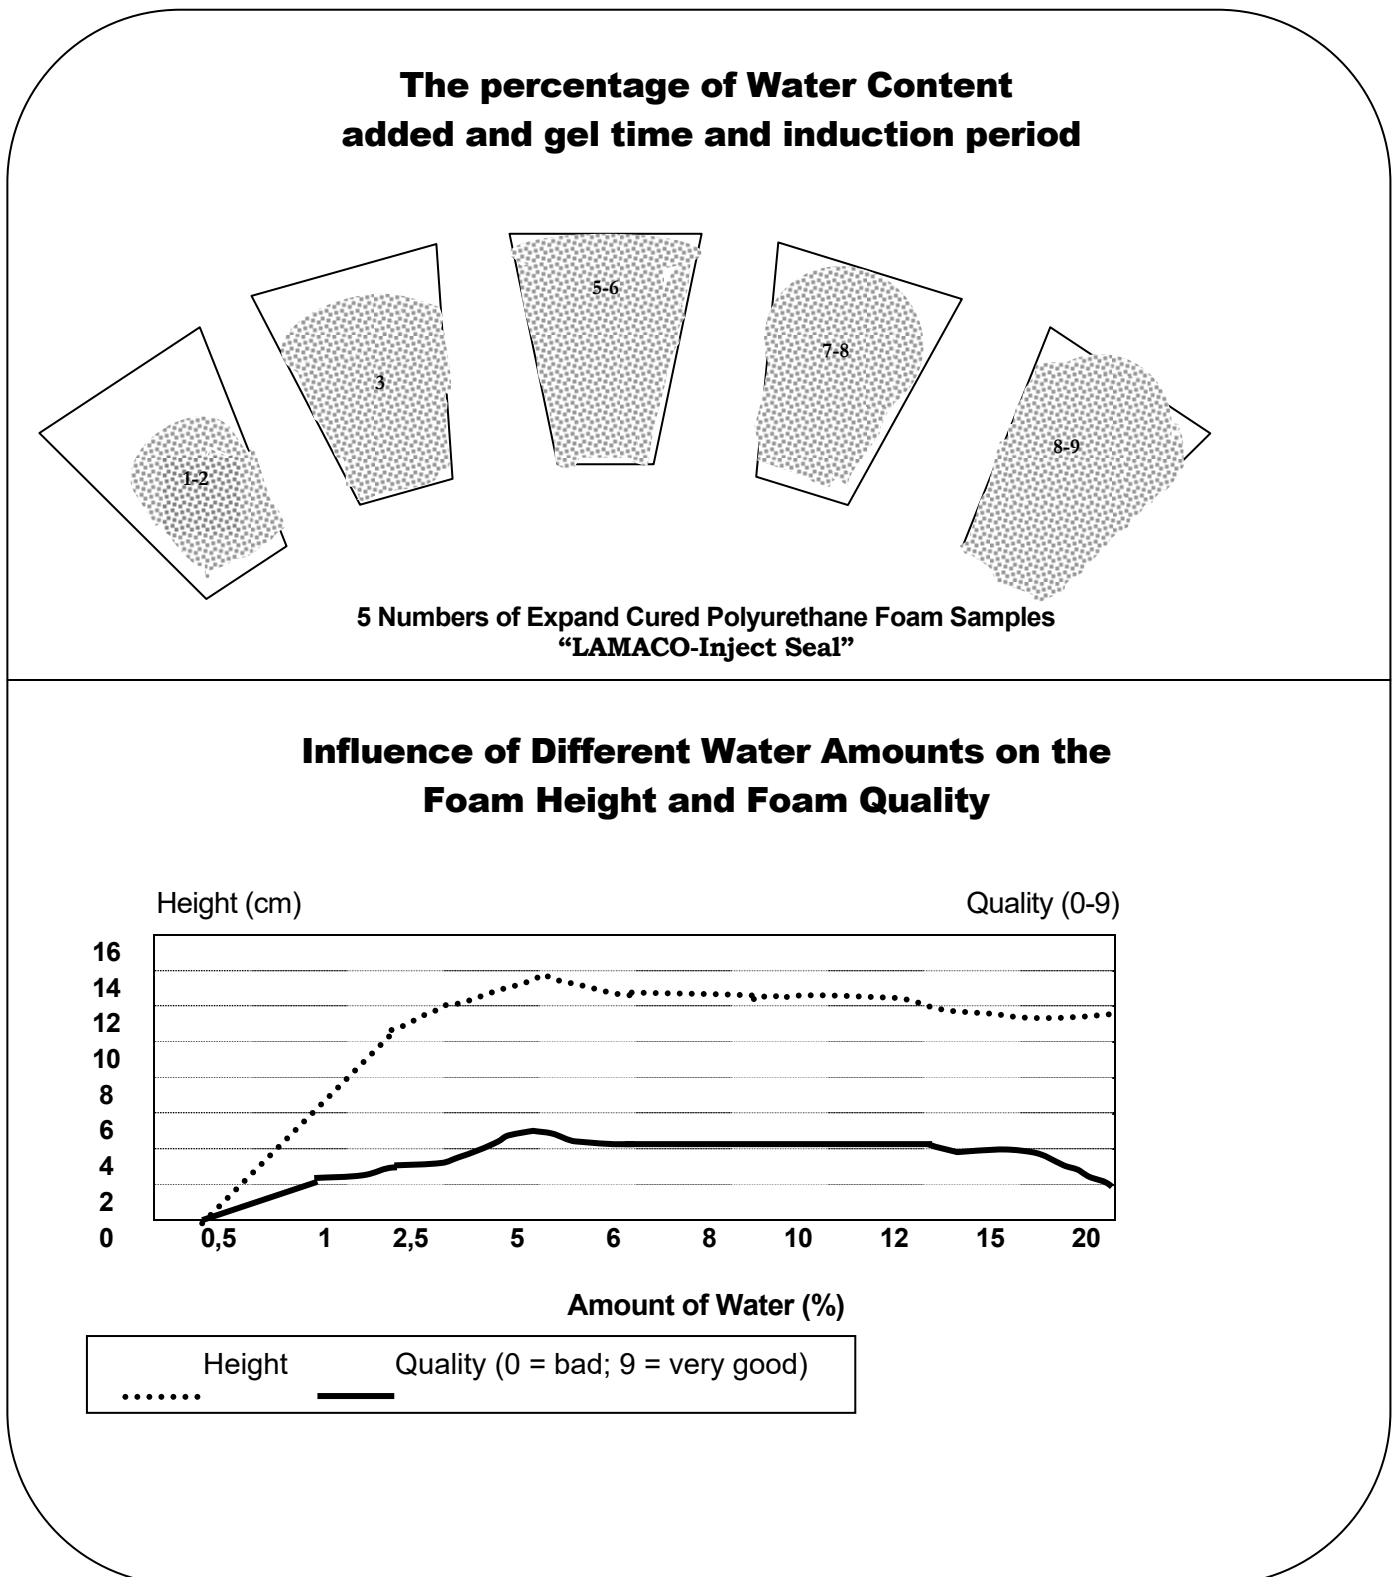 The percentage of Water Content
added and gel time and induction period
1-2
3
5-6
7-8
8-9
5 Numbers of Expand Cured Polyurethane Foam Samples
“LAMACO-Inject Seal”
Influence of Different Water Amounts on the
Foam Height and Foam Quality
Height (cm) Quality (0-9)
16
14
12
10
8
6
4
2
0 0,5 1 2,5 5 6 8 10 12 15 20
Amount of Water (%)
Height Quality (0 = bad; 9 = very good)